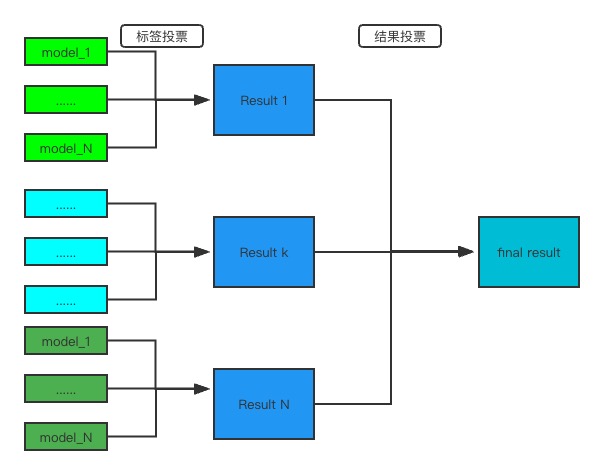 标签投票
结果投票
model_1
......
model_N
Result 1
......
......
......
Result k
final result
model_1
......
model_N
Result N